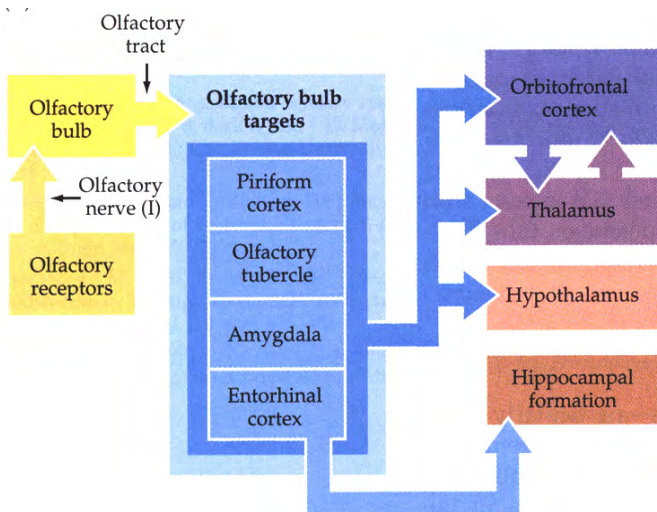 Olfactory
tract
Olfactory
bulb
Olfactory
nerve (I)
Olfactory
receptors
Olfactory bulb
targets
Piriform
cortex
Olfactory
tubercle
Amygdala
Entorhinal
cortex
Orbitofrontal
cortex
Thalamus
Hypothalamus
Hippocampal
formation